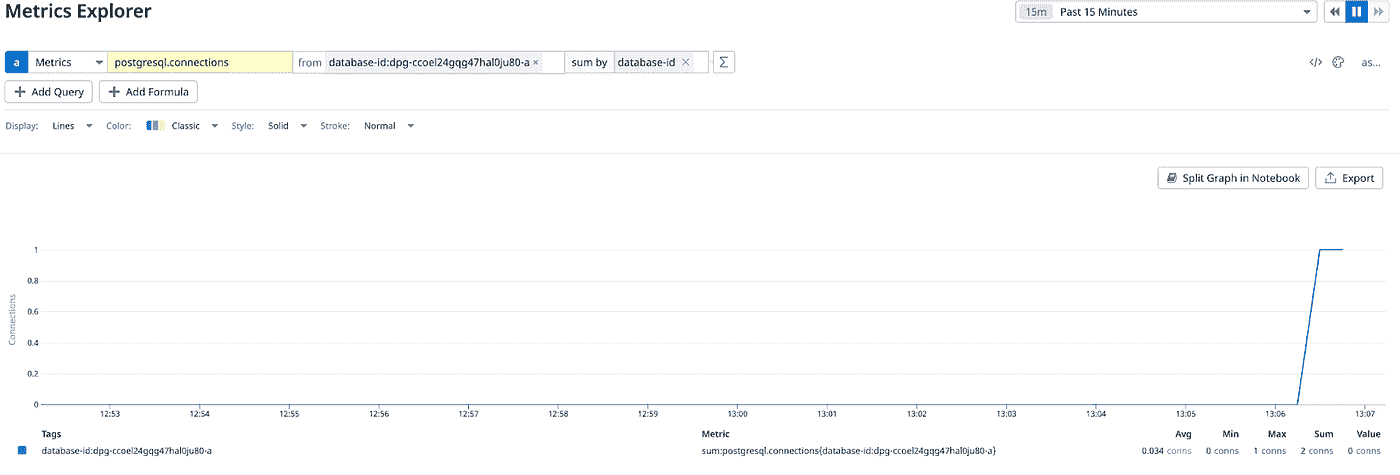 Metrics Explorer
15m Past 15 Minutes
a Metrics postgresql.connections from database-id:dpg-ccoel24gqg47hal0ju80-a × sum by database-id × Σ </> as...
+ Add Query + Add Formula
Display: Lines Color: Classic Style: Solid Stroke: Normal
Split Graph in Notebook Export
Connections
1
0.8
0.6
0.4
0.2
0
12:53 12:54 12:55 12:56 12:57 12:58 12:59 13:00 13:01 13:02 13:03 13:04 13:05 13:06 13:07
Tags Metric Avg Min Max Sum Value
database-id:dpg-ccoel24gqg47hal0ju80-a sum:postgresql.connections{database-id:dpg-ccoel24gqg47hal0ju80-a} 0.034 conns 0 conns 1 conns 2 conns 0 conns